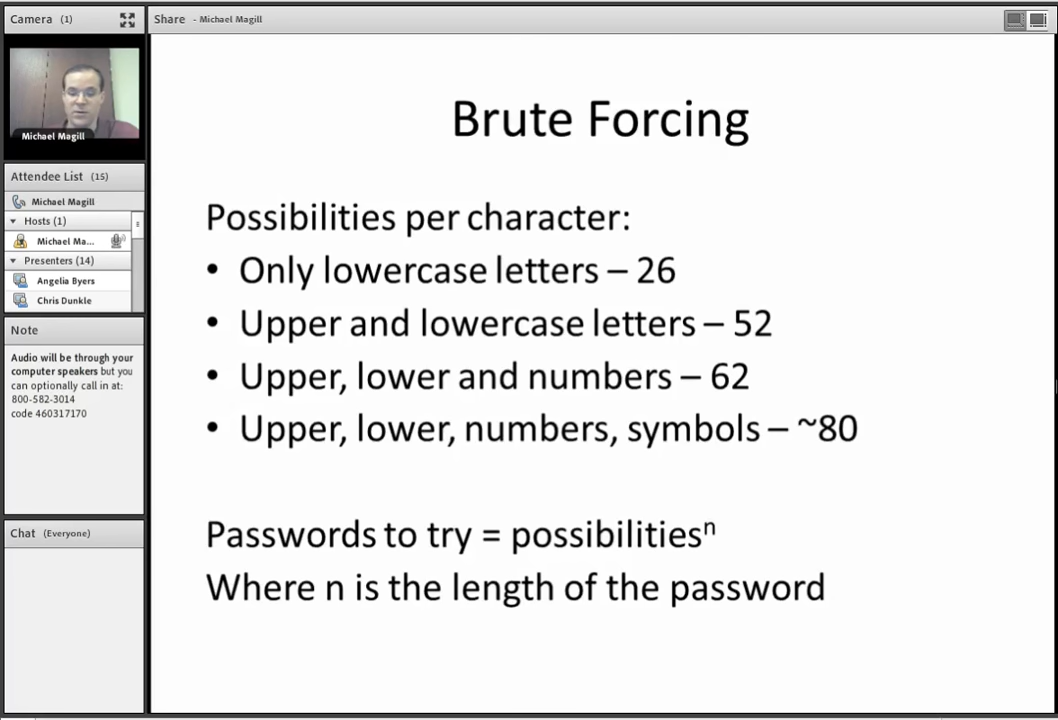 Camera (1)
Michael Magill
Attendee List (15)
Michael Magill
Hosts (1)
Michael Ma...
Presenters (14)
Angelia Byers
Chris Dunkle
Note
Audio will be through your
computer speakers but you
can optionally call in at:
800-582-3014
code 460317170
Chat (Everyone)
Share - Michael Magill
Brute Forcing
Possibilities per character:
• Only lowercase letters – 26
• Upper and lowercase letters – 52
• Upper, lower and numbers – 62
• Upper, lower, numbers, symbols – ~80
Passwords to try = possibilitiesⁿ
Where n is the length of the password